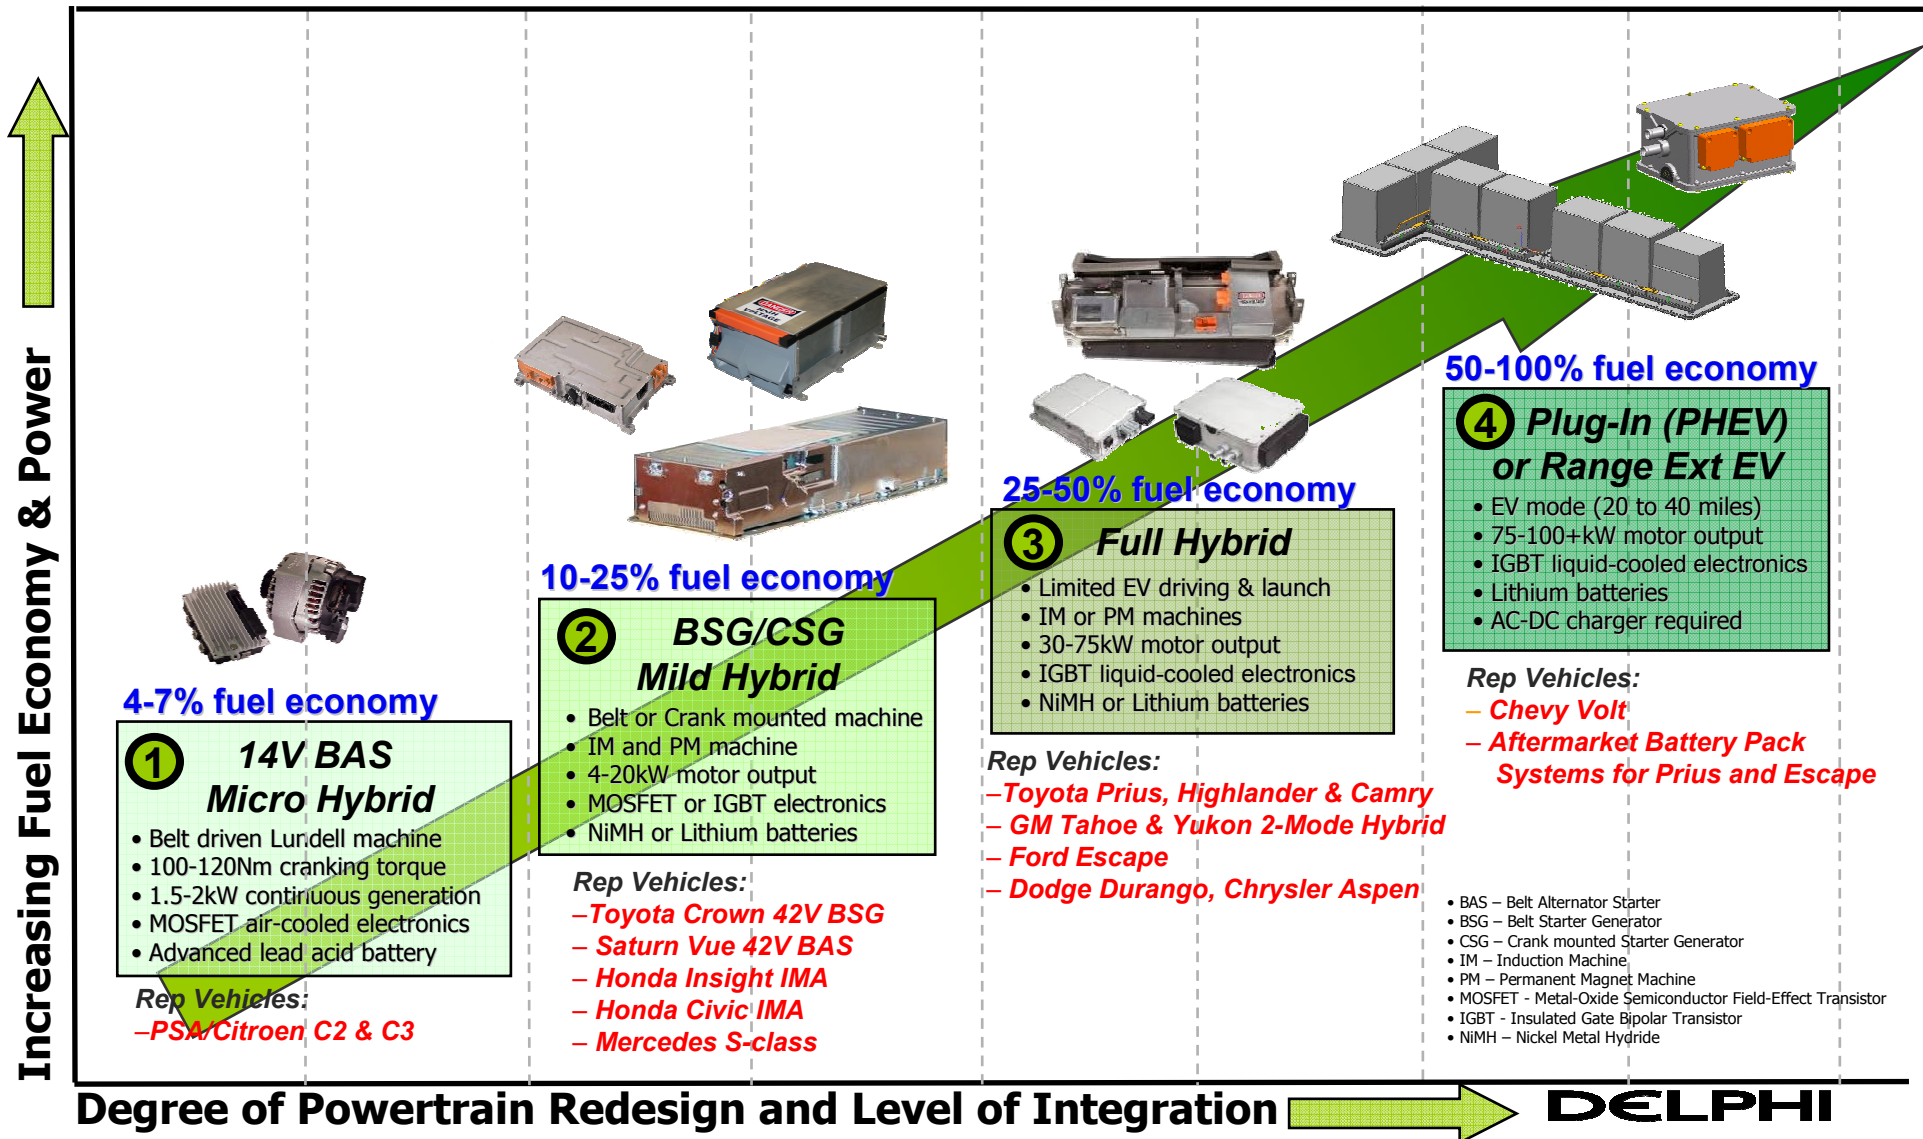 Increasing Fuel Economy & Power
4-7% fuel economy
1
14V BAS
Micro Hybrid
• Belt driven Lundell machine
• 100-120Nm cranking torque
• 1.5-2kW continuous generation
• MOSFET air-cooled electronics
• Advanced lead acid battery
Rep Vehicles:
–PSA/Citroen C2 & C3
DANGER
HIGH
VOLTAGE
10-25% fuel economy
2
BSG/CSG
Mild Hybrid
• Belt or Crank mounted machine
• IM and PM machine
• 4-20kW motor output
• MOSFET or IGBT electronics
• NiMH or Lithium batteries
Rep Vehicles:
–Toyota Crown 42V BSG
– Saturn Vue 42V BAS
– Honda Insight IMA
– Honda Civic IMA
– Mercedes S-class
25-50% fuel economy
3
Full Hybrid
• Limited EV driving & launch
• IM or PM machines
• 30-75kW motor output
• IGBT liquid-cooled electronics
• NiMH or Lithium batteries
Rep Vehicles:
–Toyota Prius, Highlander & Camry
– GM Tahoe & Yukon 2-Mode Hybrid
– Ford Escape
– Dodge Durango, Chrysler Aspen
50-100% fuel economy
4
Plug-In (PHEV)
or Range Ext EV
• EV mode (20 to 40 miles)
• 75-100+kW motor output
• IGBT liquid-cooled electronics
• Lithium batteries
• AC-DC charger required
Rep Vehicles:
– Chevy Volt
– Aftermarket Battery Pack
Systems for Prius and Escape
• BAS – Belt Alternator Starter
• BSG – Belt Starter Generator
• CSG – Crank mounted Starter Generator
• IM – Induction Machine
• PM – Permanent Magnet Machine
• MOSFET - Metal-Oxide Semiconductor Field-Effect Transistor
• IGBT - Insulated Gate Bipolar Transistor
• NiMH – Nickel Metal Hydride
Degree of Powertrain Redesign and Level of Integration
DELPHI